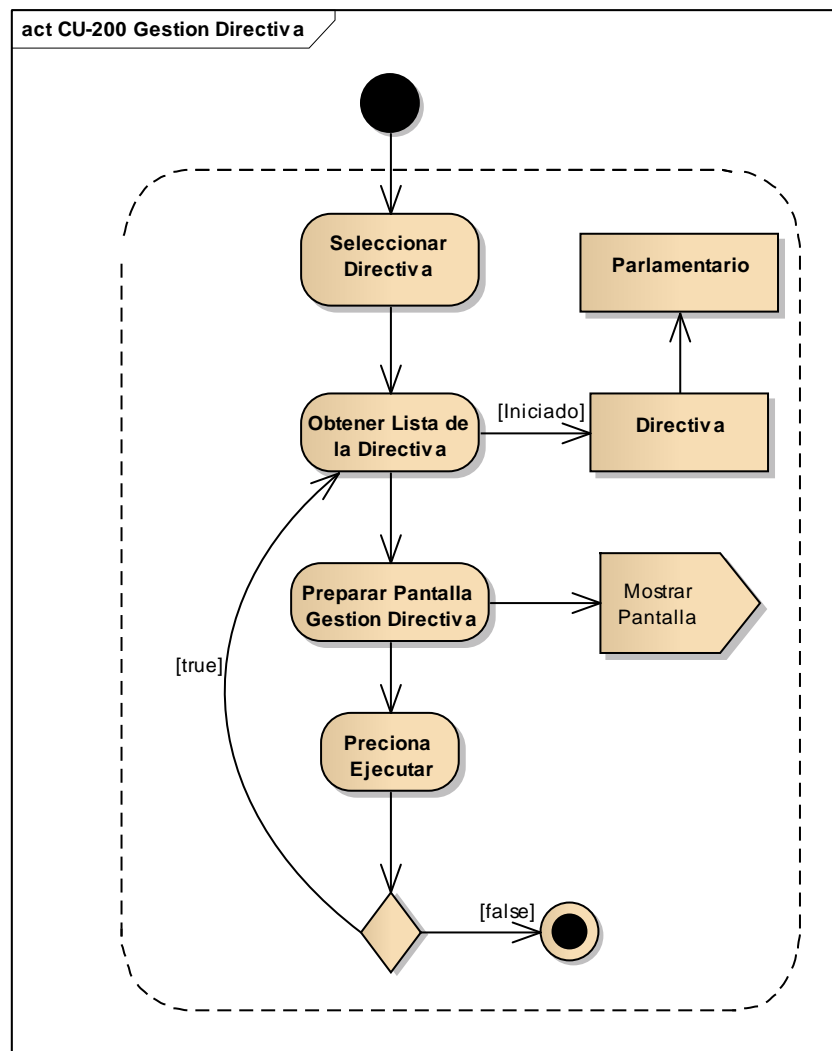 act CU-200 Gestion Directiva
Seleccionar
Directiva
Parlamentario
Obtener Lista de
la Directiva
[Iniciado]
Directiva
Preparar Pantalla
Gestion Directiva
Mostrar
Pantalla
[true]
Preciona
Ejecutar
[false]